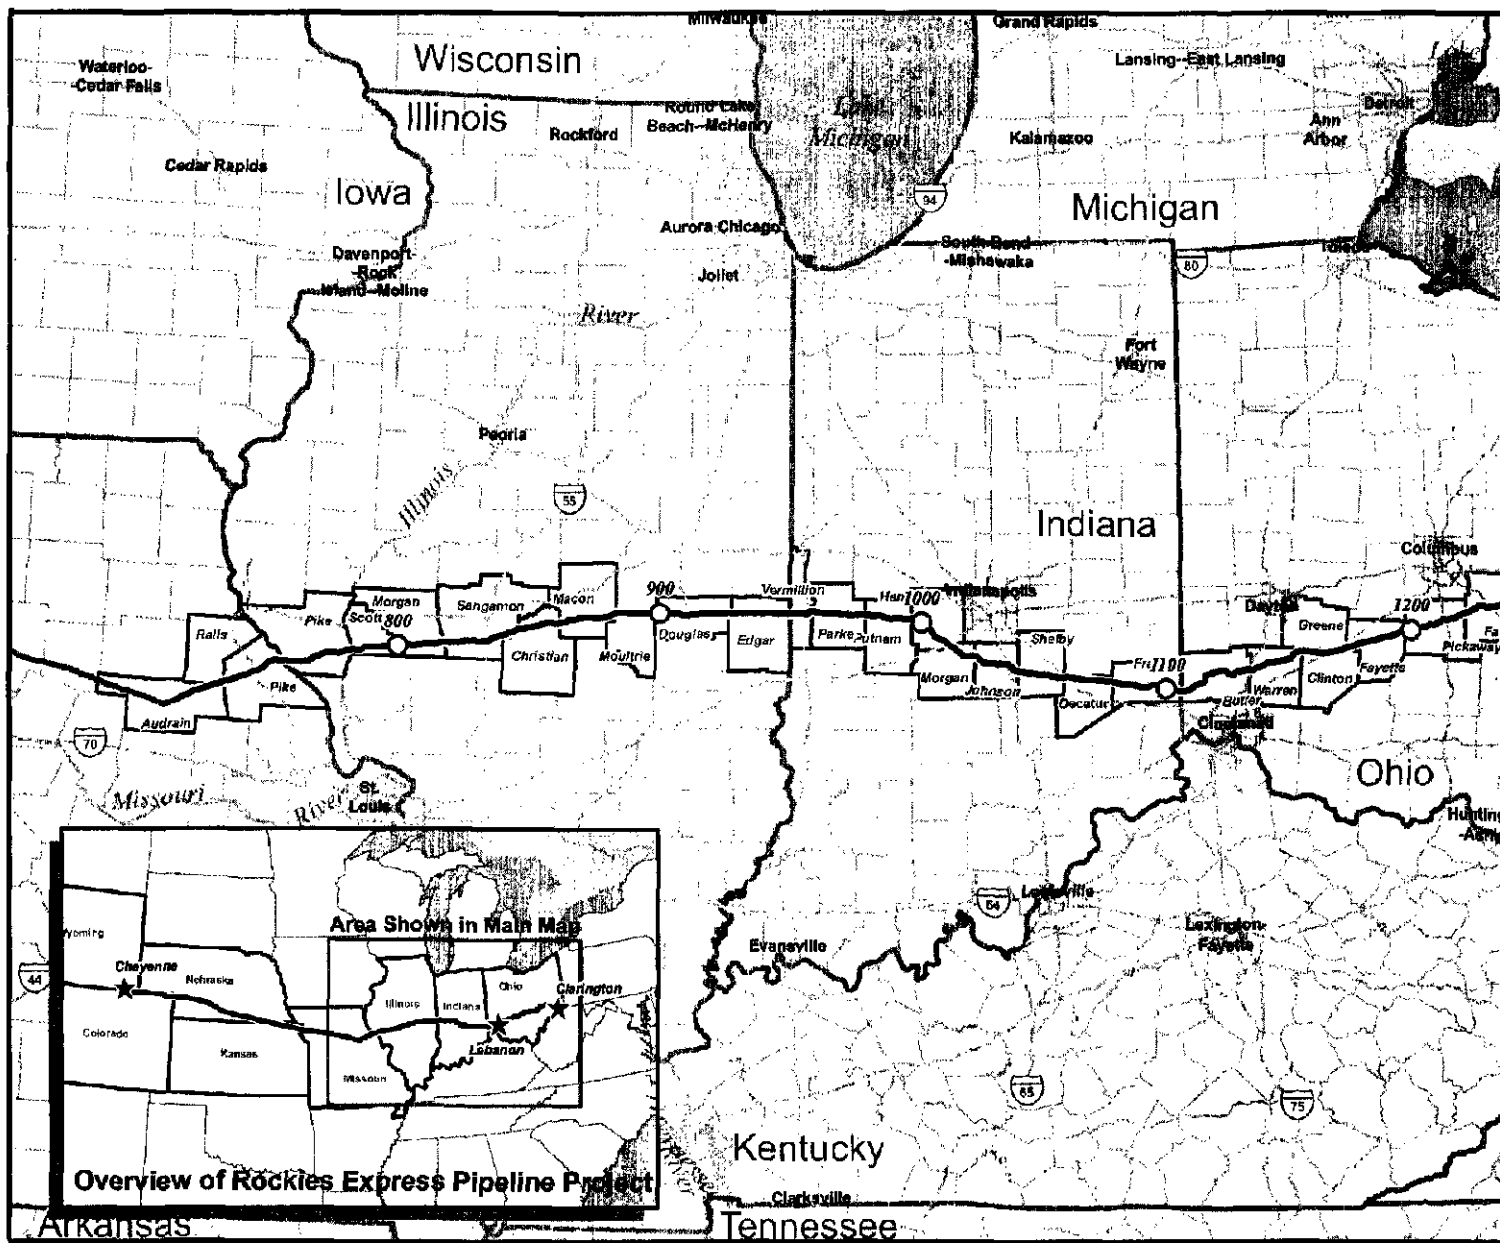 Milwaukee
Grand Rapids
Wisconsin
Waterloo-
-Cedar Falls
Lansing--East Lansing
Detroit
Round Lake
Beach--McHenry
Illinois
Rockford
Lake
Michigan
Kalamazoo
Ann
Arbor
Cedar Rapids
Iowa
94
Michigan
Aurora
Chicago
South Bend
-Mishawaka
Toledo
Davenport-
-Rock
Island--Moline
Joliet
80
River
Fort
Wayne
Peoria
Illinois
55
Indiana
Columbus
900
Vermillion
1000
Indianapolis
Morgan
Sangamon
Macon
Dayton
1200
Pike
Scott
800
Ralls
Douglas
Edgar
Parke
Putnam
Shelby
Greene
Pickaway
Christian
Moultrie
1100
Fayette
Pike
Morgan
Johnson
Decatur
Butler
Warren
Clinton
Audrain
Cincinnati
70
Missouri
River
St.
Louis
Ohio
Area Shown in Main Map
64
Louisville
Lexington-
Fayette
Evansville
44
Wyoming
Cheyenne
Nebraska
Illinois
Indiana
Ohio
Clarington
Colorado
Kansas
Lebanon
Missouri
65
75
Overview of Rockies Express Pipeline Project
Kentucky
Clarksville
Arkansas
Tennessee